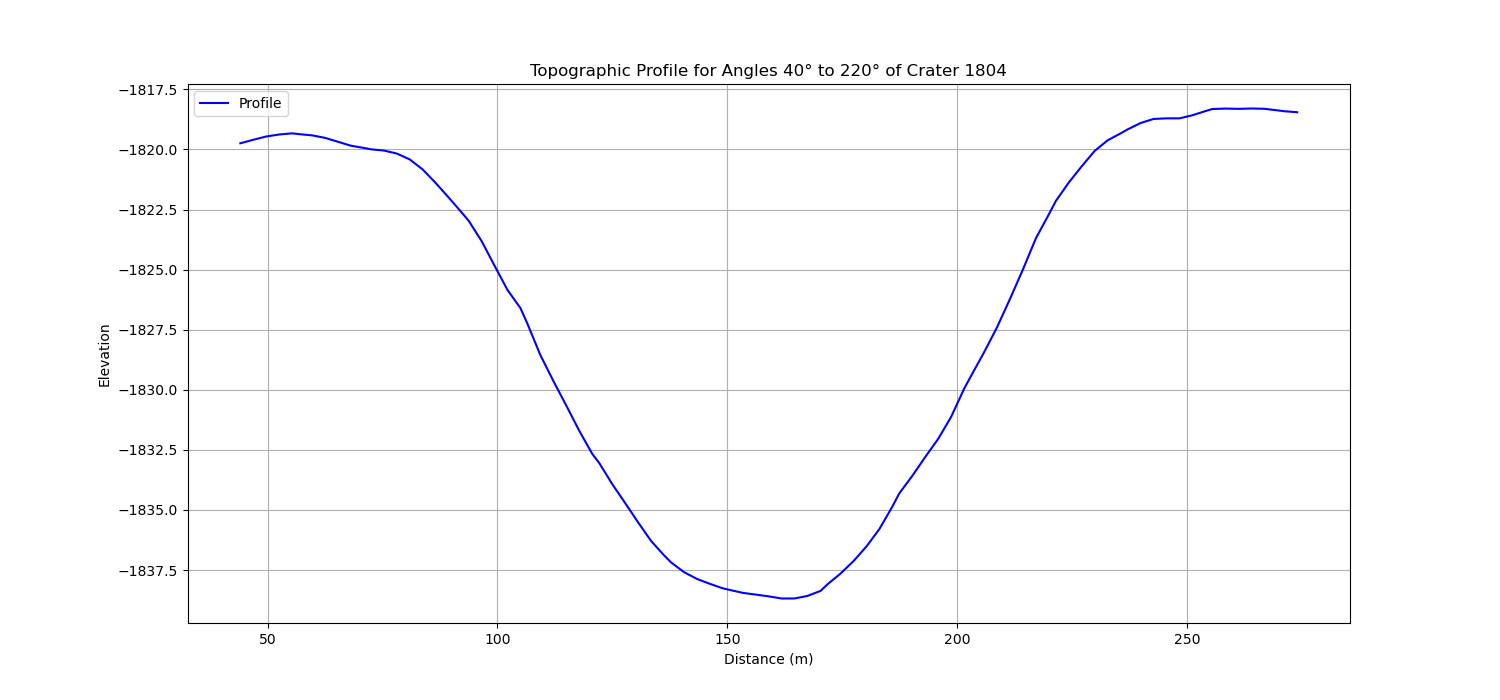 Topographic Profile for Angles 40° to 220° of Crater 1804
Profile
Elevation
−1817.5
−1820.0
−1822.5
−1825.0
−1827.5
−1830.0
−1832.5
−1835.0
−1837.5
50 100 150 200 250
Distance (m)